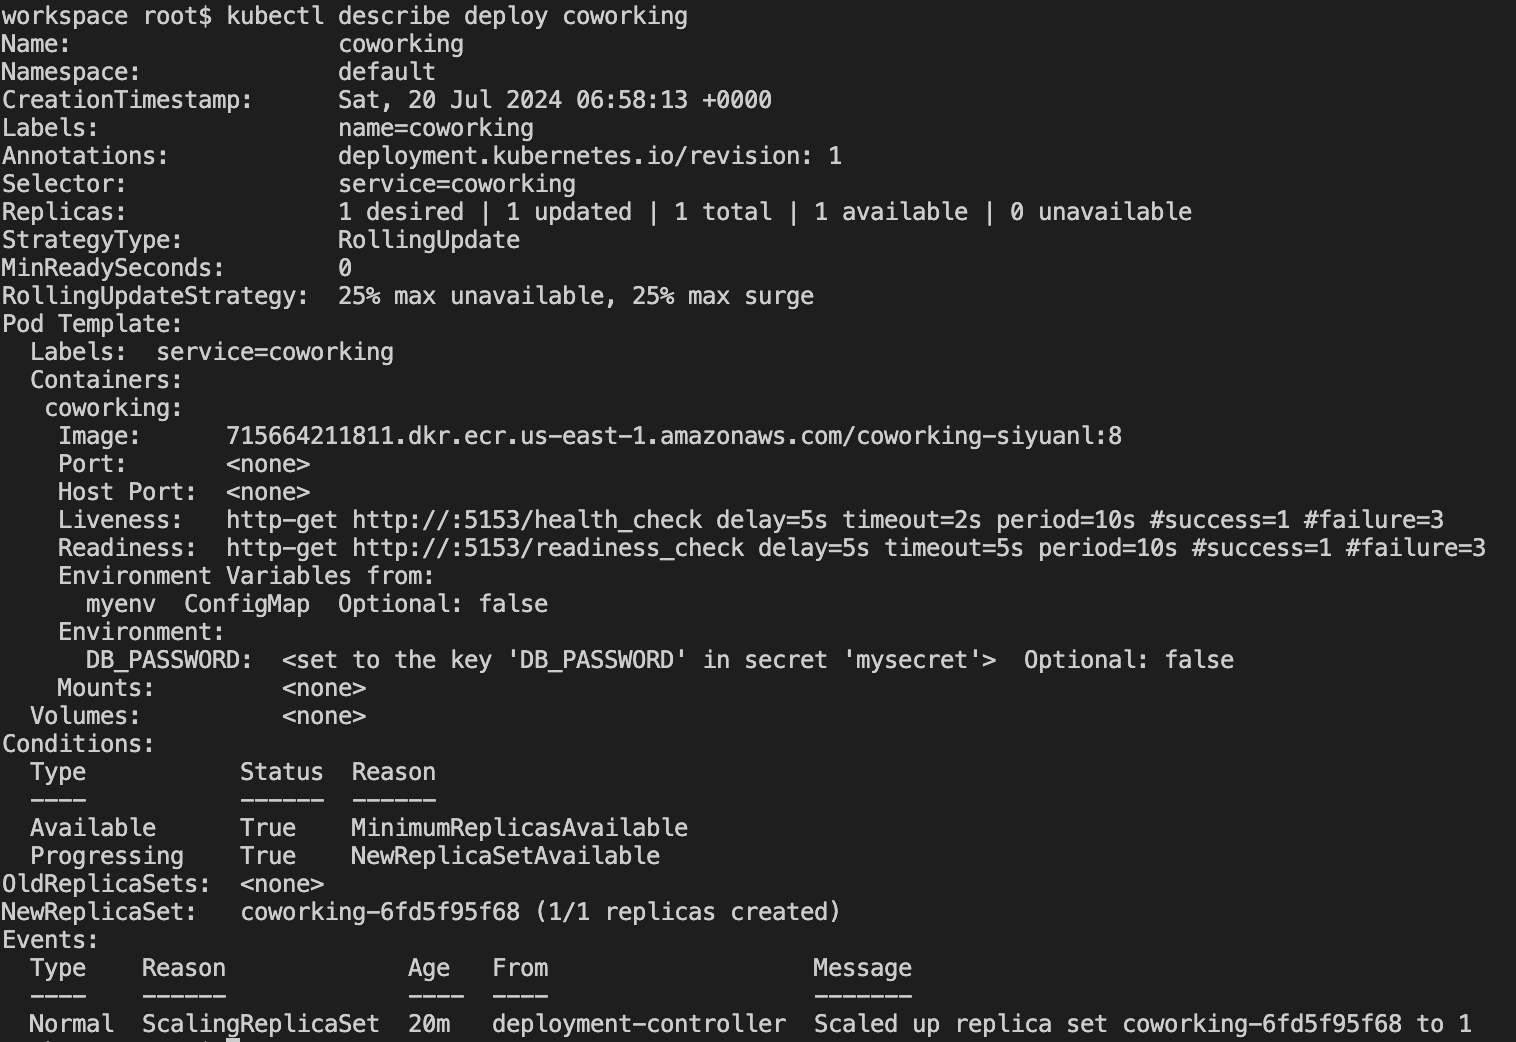 workspace root$ kubectl describe deploy coworking
Name:                   coworking
Namespace:              default
CreationTimestamp:      Sat, 20 Jul 2024 06:58:13 +0000
Labels:                 name=coworking
Annotations:            deployment.kubernetes.io/revision: 1
Selector:               service=coworking
Replicas:               1 desired | 1 updated | 1 total | 1 available | 0 unavailable
StrategyType:           RollingUpdate
MinReadySeconds:        0
RollingUpdateStrategy:  25% max unavailable, 25% max surge
Pod Template:
  Labels:  service=coworking
  Containers:
   coworking:
    Image:      715664211811.dkr.ecr.us-east-1.amazonaws.com/coworking-siyuanl:8
    Port:       <none>
    Host Port:  <none>
    Liveness:   http-get http://:5153/health_check delay=5s timeout=2s period=10s #success=1 #failure=3
    Readiness:  http-get http://:5153/readiness_check delay=5s timeout=5s period=10s #success=1 #failure=3
    Environment Variables from:
      myenv  ConfigMap  Optional: false
    Environment:
      DB_PASSWORD:  <set to the key 'DB_PASSWORD' in secret 'mysecret'>  Optional: false
    Mounts:         <none>
  Volumes:          <none>
Conditions:
  Type           Status  Reason
  ----           ------  ------
  Available      True    MinimumReplicasAvailable
  Progressing    True    NewReplicaSetAvailable
OldReplicaSets:  <none>
NewReplicaSet:   coworking-6fd5f95f68 (1/1 replicas created)
Events:
  Type    Reason             Age   From                   Message
  ----    ------             ----  ----                   -------
  Normal  ScalingReplicaSet  20m   deployment-controller  Scaled up replica set coworking-6fd5f95f68 to 1